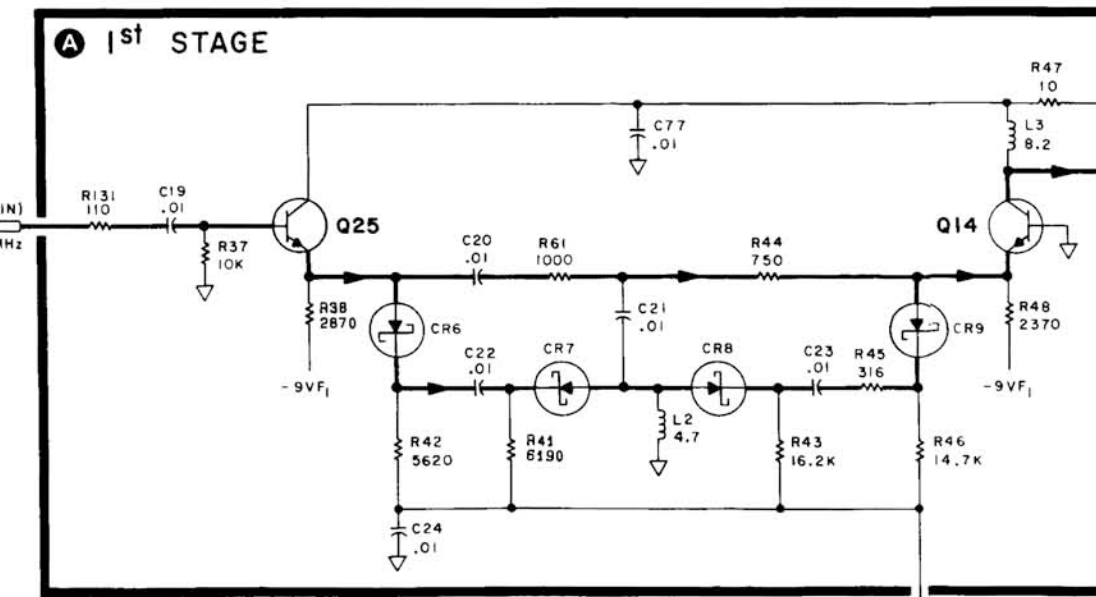 A 1st STAGE
R47
10
L3
8.2
C77
.01
IN)
Hz
R131
110
C19
.01
R37
10K
Q25
Q14
C20
.01
R61
1000
R44
750
R38
2870
CR6
C21
.01
CR9
R48
2370
-9VF1
C22
.01
CR7
CR8
C23
.01
R45
316
-9VF1
L2
4.7
R42
5620
R41
6190
R43
16.2K
R46
14.7K
C24
.01